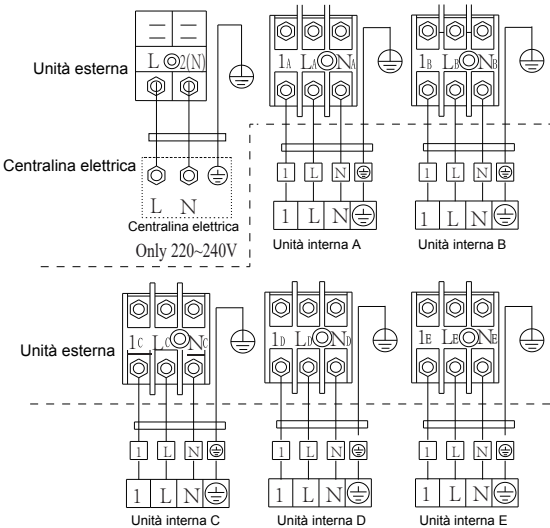 Unità esterna
L 2(N)
1A LA NA
1B LB NB
Centralina elettrica
L N
Centralina elettrica
Only 220~240V
1 L N
1 L N
Unità interna A
1 L N
1 L N
Unità interna B
Unità esterna
1C LC NC
1D LD ND
1E LE NE
1 L N
1 L N
Unità interna C
1 L N
1 L N
Unità interna D
1 L N
1 L N
Unità interna E